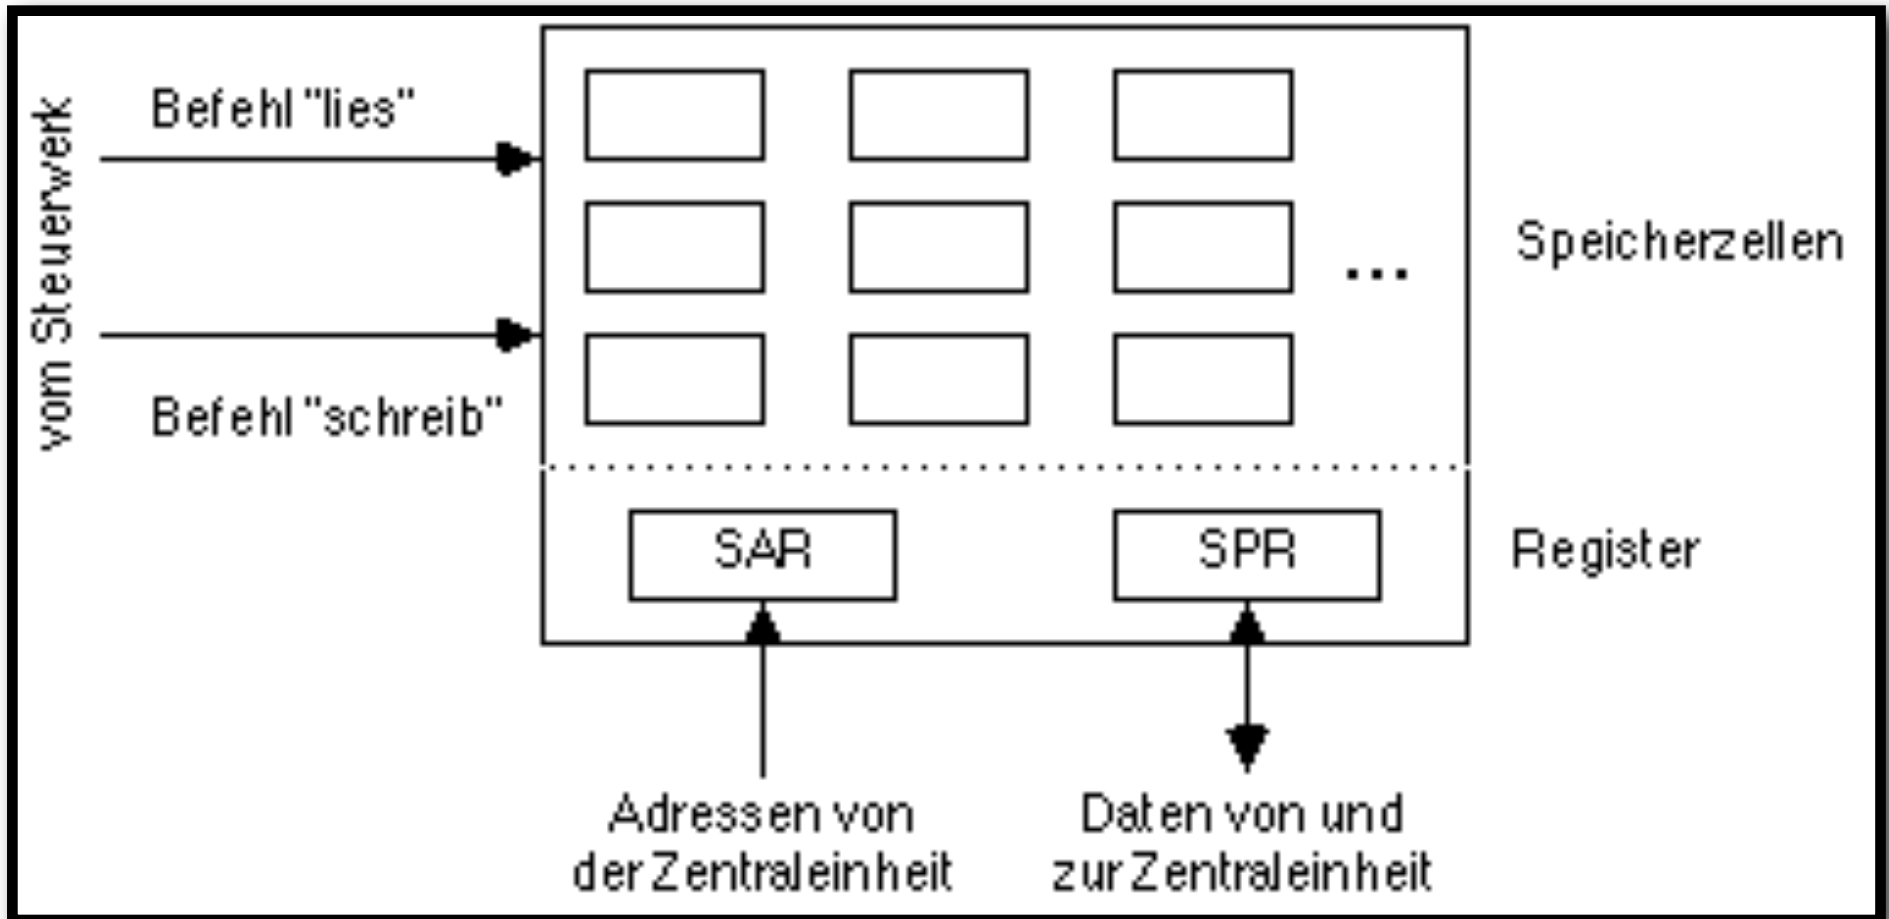 vom Steuerwerk
Befehl "lies"
Befehl "schreib"
...
Speicherzellen
SAR
SPR
Register
Adressen von
der Zentraleinheit
Daten von und
zur Zentraleinheit